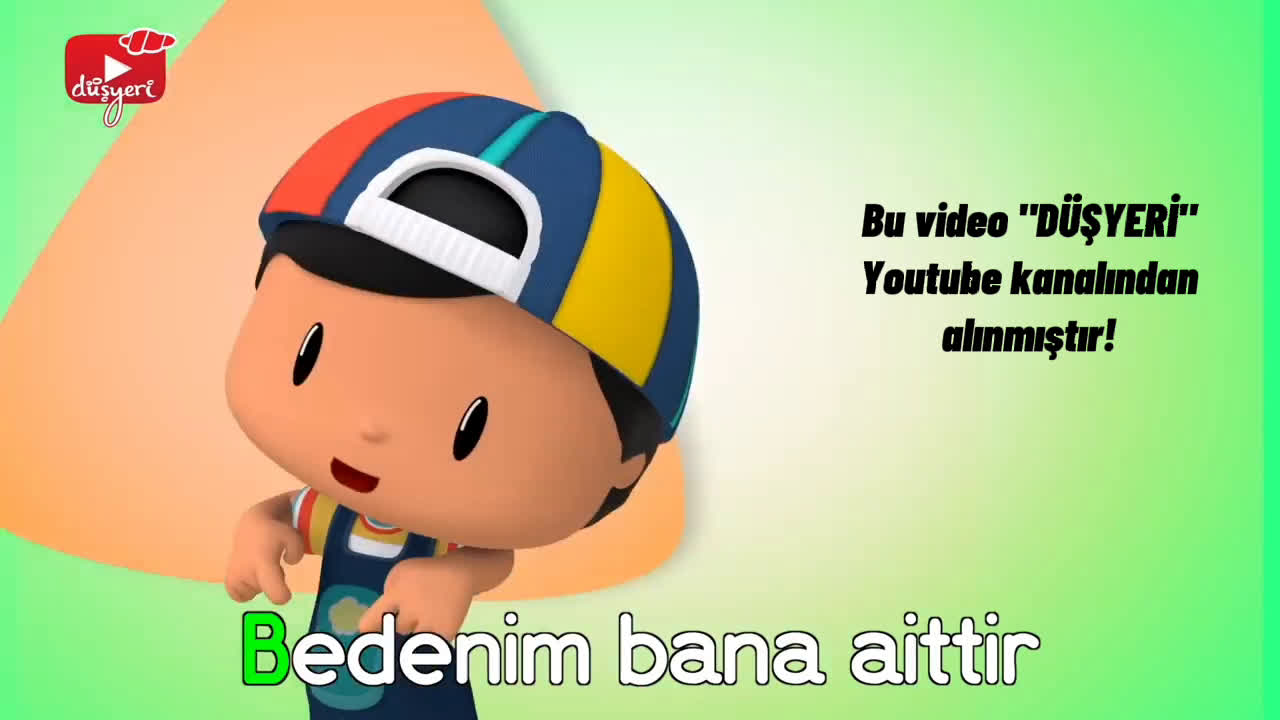 düşyeri
Bu video "DÜŞYERİ"
Youtube kanalından
alınmıştır!
Bedenim bana aittir